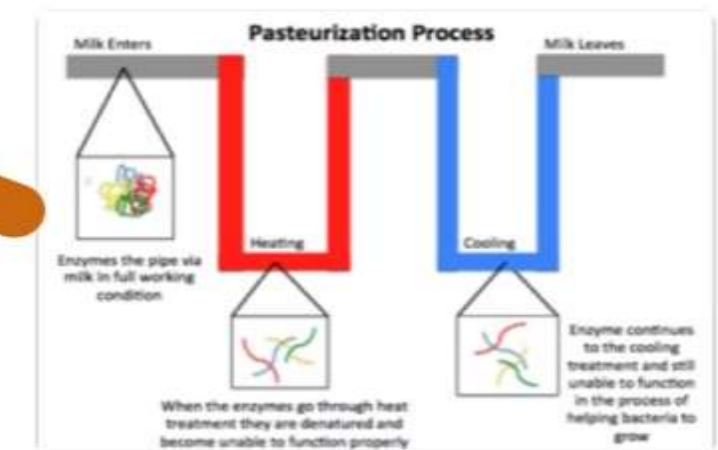 Pasteurization Process
Milk Enters
Milk Leaves
Heating
Cooling
Enzymes the pipe via
milk in full working
condition
When the enzymes go through heat
treatment they are denatured and
become unable to function properly
Enzyme continues
to the cooling
treatment and still
unable to function
in the process of
helping bacteria to
grow